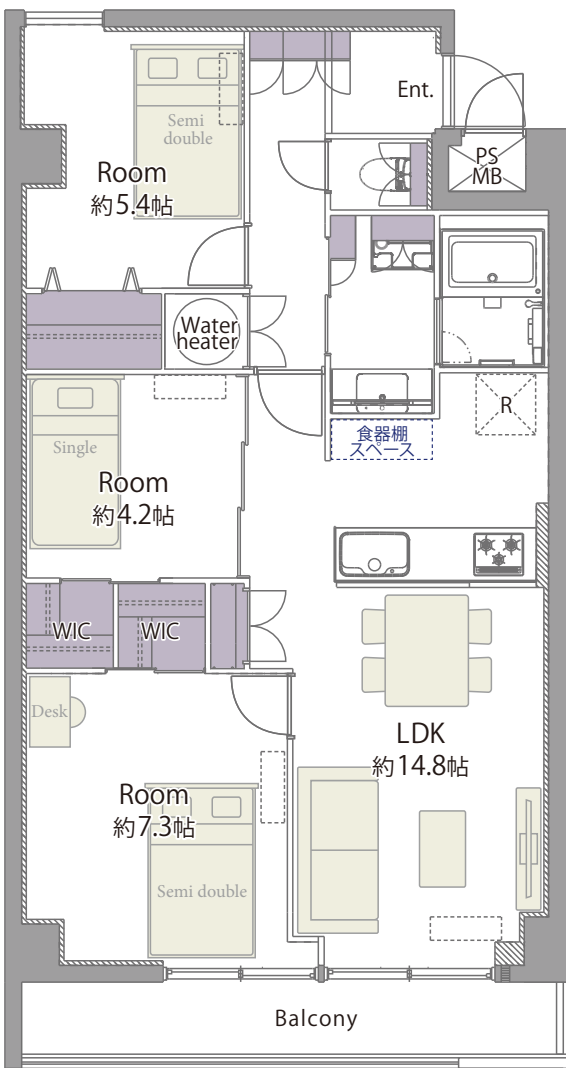 Ent.
Semi
double
PS
MB
Room
約5.4帖
Water
heater
R
Single
食器棚
スペース
Room
約4.2帖
WIC
WIC
Desk
LDK
約14.8帖
Room
約7.3帖
Semi double
Balcony